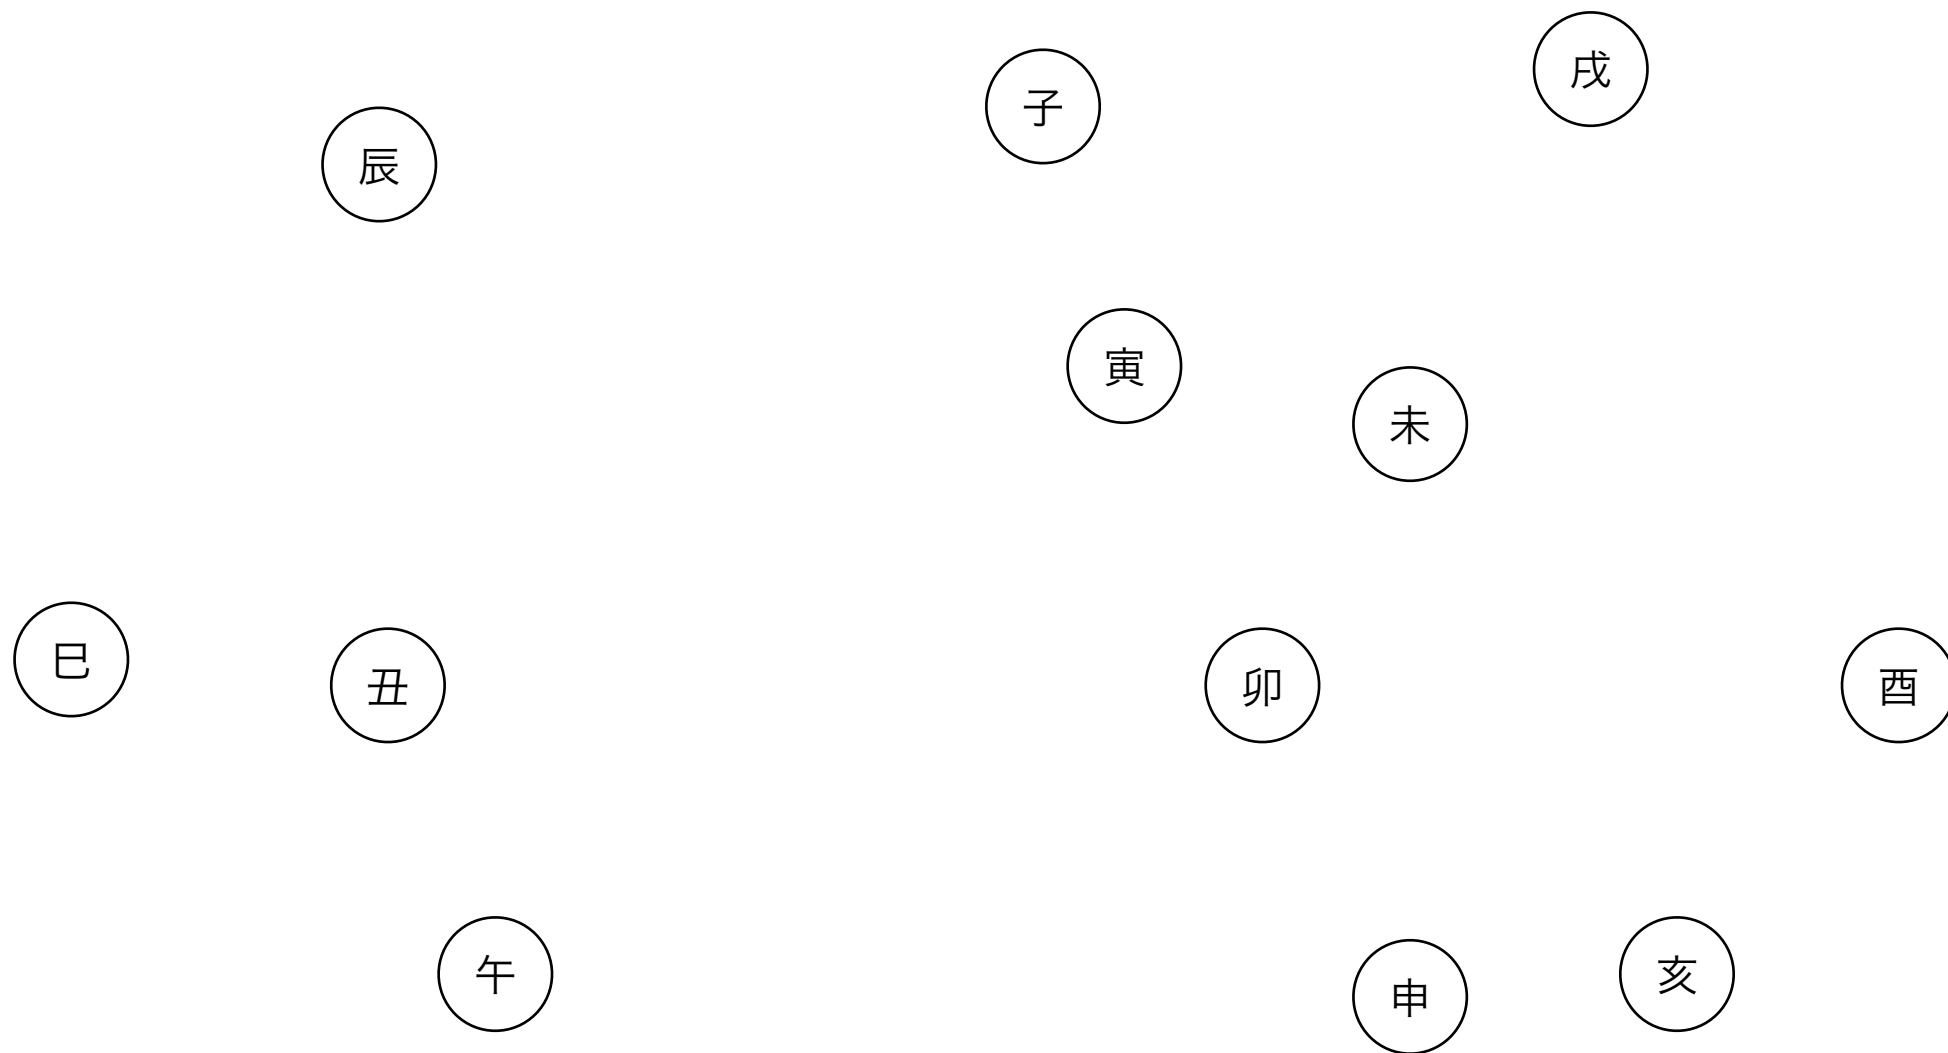 戌
子
辰
寅
未
巳
丑
卯
酉
午
亥
申